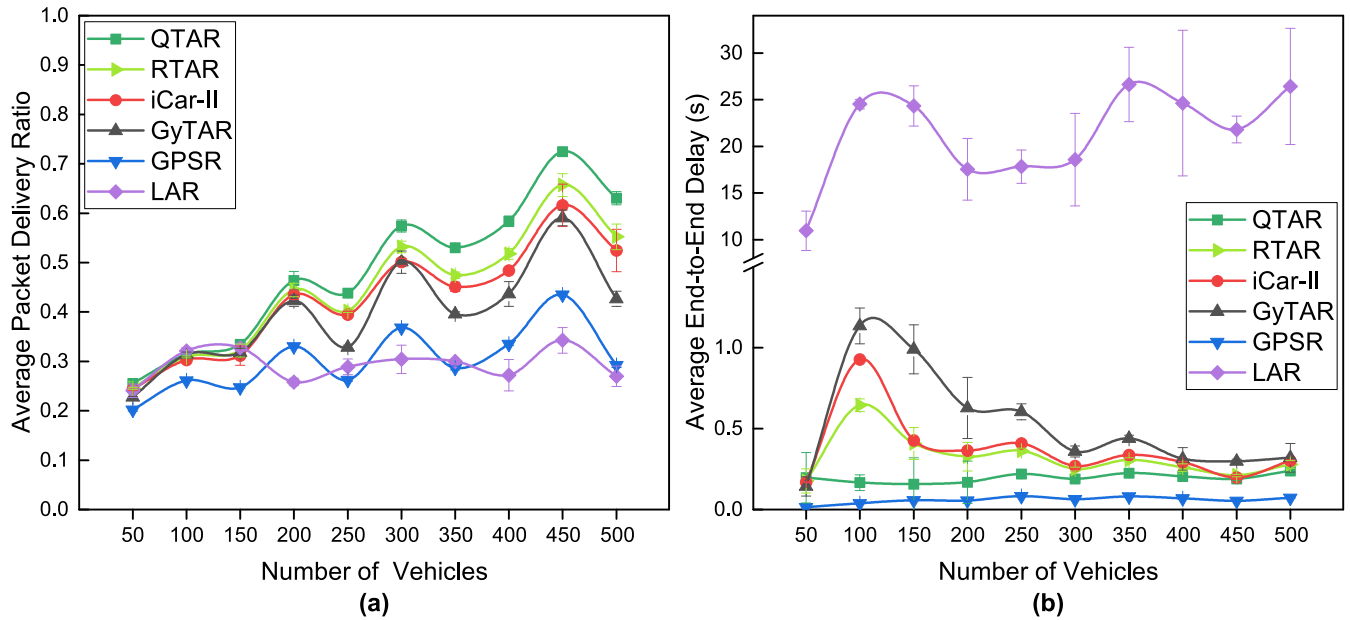 Average Packet Delivery Ratio
1.0
0.9
0.8
0.7
0.6
0.5
0.4
0.3
0.2
0.1
0.0
QTAR
RTAR
iCar-II
GyTAR
GPSR
LAR
50 100 150 200 250 300 350 400 450 500
Number of Vehicles
(a)
Average End-to-End Delay (s)
30
25
20
15
10
1.0
0.5
0.0
QTAR
RTAR
iCar-II
GyTAR
GPSR
LAR
50 100 150 200 250 300 350 400 450 500
Number of Vehicles
(b)